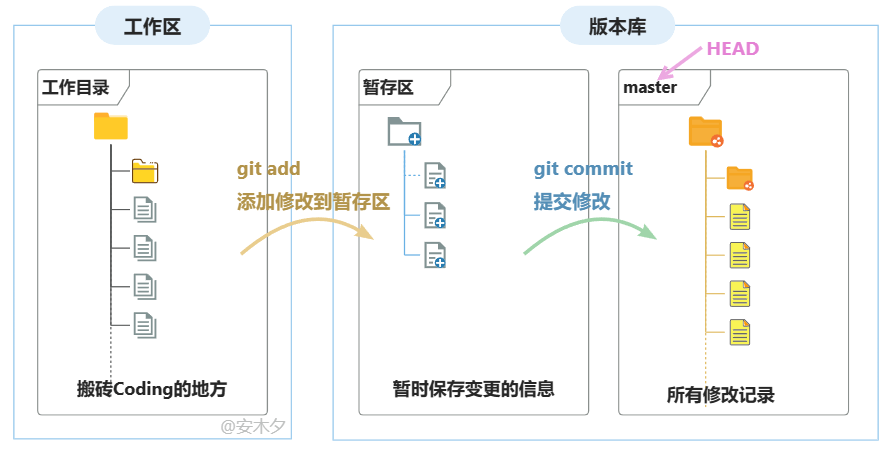 工作区
版本库
HEAD
工作目录
暂存区
master
git add
添加修改到暂存区
git commit
提交修改
搬砖Coding的地方
暂时保存变更的信息
所有修改记录
@安木夕